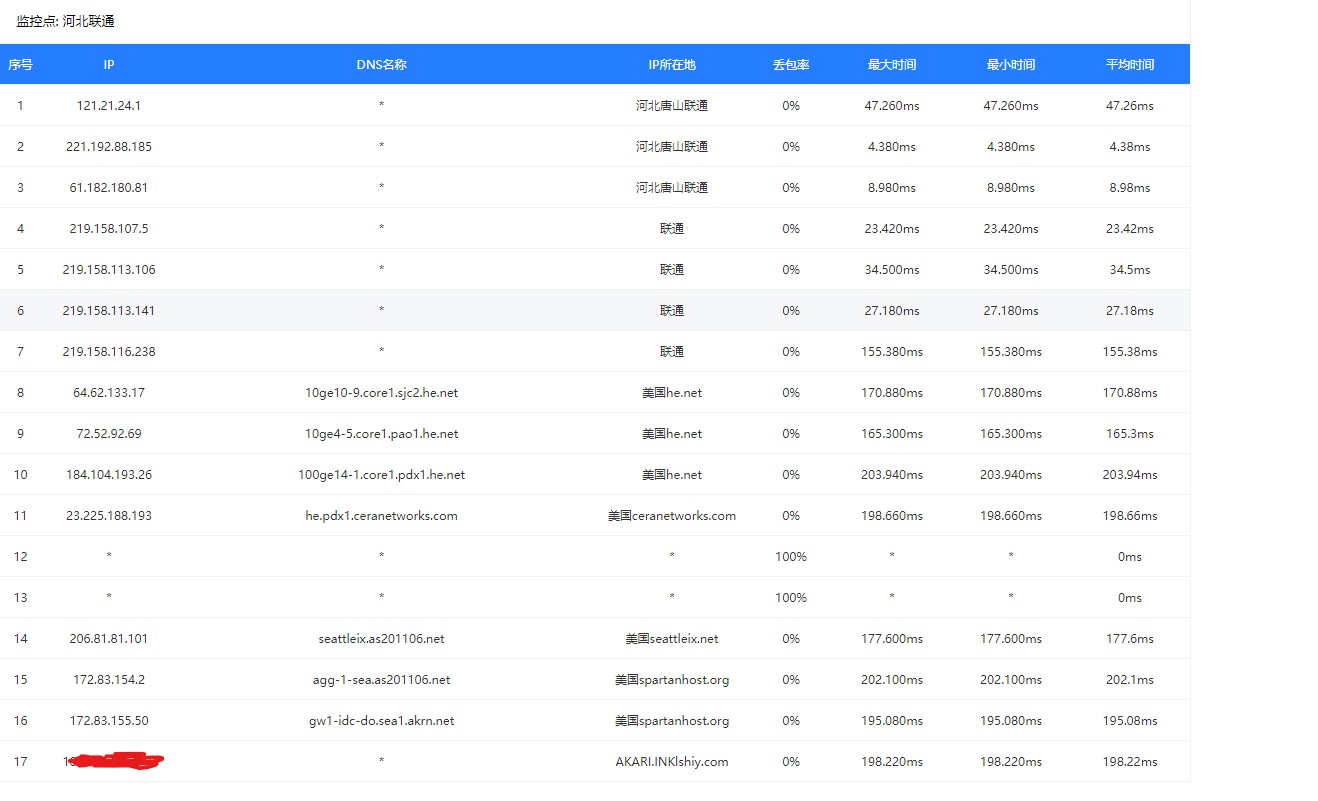 监控点: 河北联通
序号 IP DNS名称 IP所在地 丢包率 最大时间 最小时间 平均时间
1 121.21.24.1 * 河北唐山联通 0% 47.260ms 47.260ms 47.26ms
2 221.192.88.185 * 河北唐山联通 0% 4.380ms 4.380ms 4.38ms
3 61.182.180.81 * 河北唐山联通 0% 8.980ms 8.980ms 8.98ms
4 219.158.107.5 * 联通 0% 23.420ms 23.420ms 23.42ms
5 219.158.113.106 * 联通 0% 34.500ms 34.500ms 34.5ms
6 219.158.113.141 * 联通 0% 27.180ms 27.180ms 27.18ms
7 219.158.116.238 * 联通 0% 155.380ms 155.380ms 155.38ms
8 64.62.133.17 10ge10-9.core1.sjc2.he.net 美国he.net 0% 170.880ms 170.880ms 170.88ms
9 72.52.92.69 10ge4-5.core1.pao1.he.net 美国he.net 0% 165.300ms 165.300ms 165.3ms
10 184.104.193.26 100ge14-1.core1.pdx1.he.net 美国he.net 0% 203.940ms 203.940ms 203.94ms
11 23.225.188.193 he.pdx1.ceranetworks.com 美国ceranetworks.com 0% 198.660ms 198.660ms 198.66ms
12 * * * 100% * * 0ms
13 * * * 100% * * 0ms
14 206.81.81.101 seattleix.as201106.net 美国seattleix.net 0% 177.600ms 177.600ms 177.6ms
15 172.83.154.2 agg-1-sea.as201106.net 美国spartanhost.org 0% 202.100ms 202.100ms 202.1ms
16 172.83.155.50 gw1-idc-do.sea1.akrn.net 美国spartanhost.org 0% 195.080ms 195.080ms 195.08ms
17 * AKARI.INKlshiy.com 0% 198.220ms 198.220ms 198.22ms